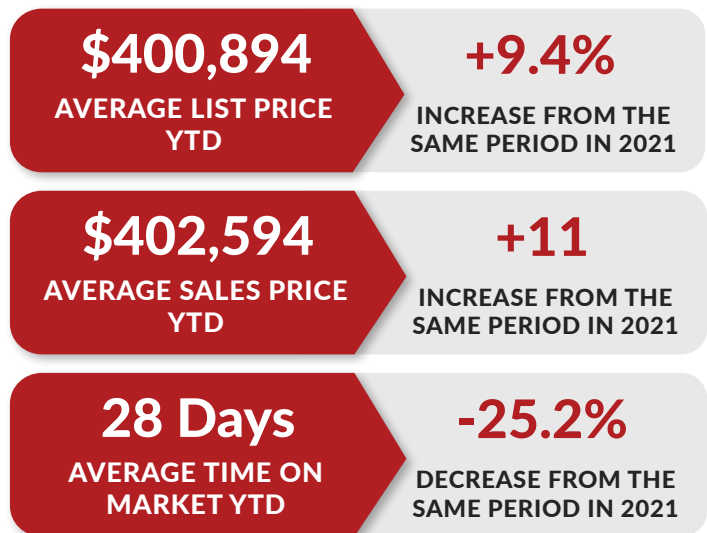 $400,894
AVERAGE LIST PRICE
YTD
+9.4%
INCREASE FROM THE
SAME PERIOD IN 2021
$402,594
AVERAGE SALES PRICE
YTD
+11
INCREASE FROM THE
SAME PERIOD IN 2021
28 Days
AVERAGE TIME ON
MARKET YTD
-25.2%
DECREASE FROM THE
SAME PERIOD IN 2021